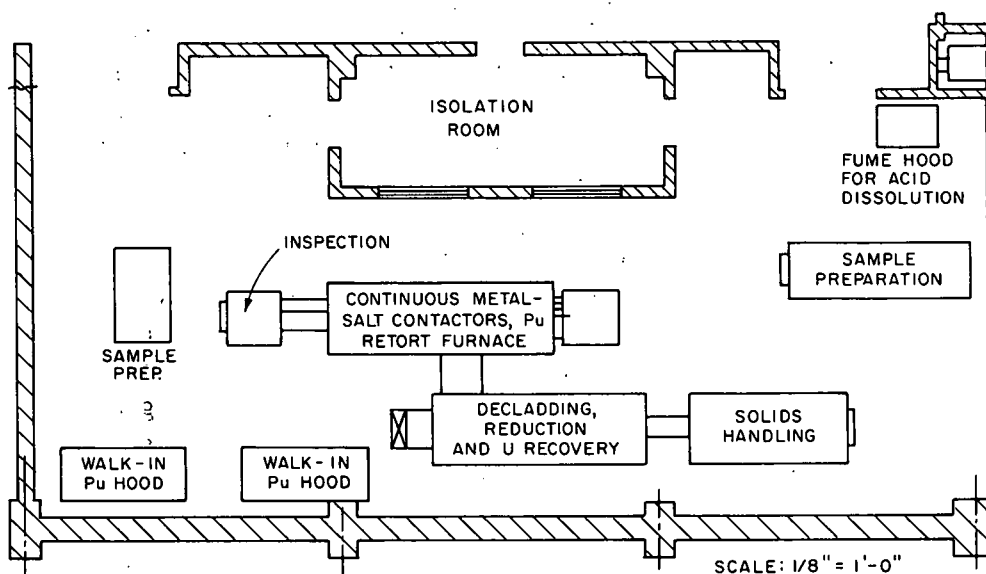 ISOLATION
ROOM
FUME HOOD
FOR ACID
DISSOLUTION
INSPECTION
SAMPLE
PREPARATION
CONTINUOUS METAL-
SALT CONTACTORS, Pu
RETORT FURNACE
SAMPLE
PREP.
DECLADDING,
REDUCTION
AND U RECOVERY
SOLIDS
HANDLING
WALK-IN
Pu HOOD
WALK-IN
Pu HOOD
SCALE: 1/8" = 1'-0"